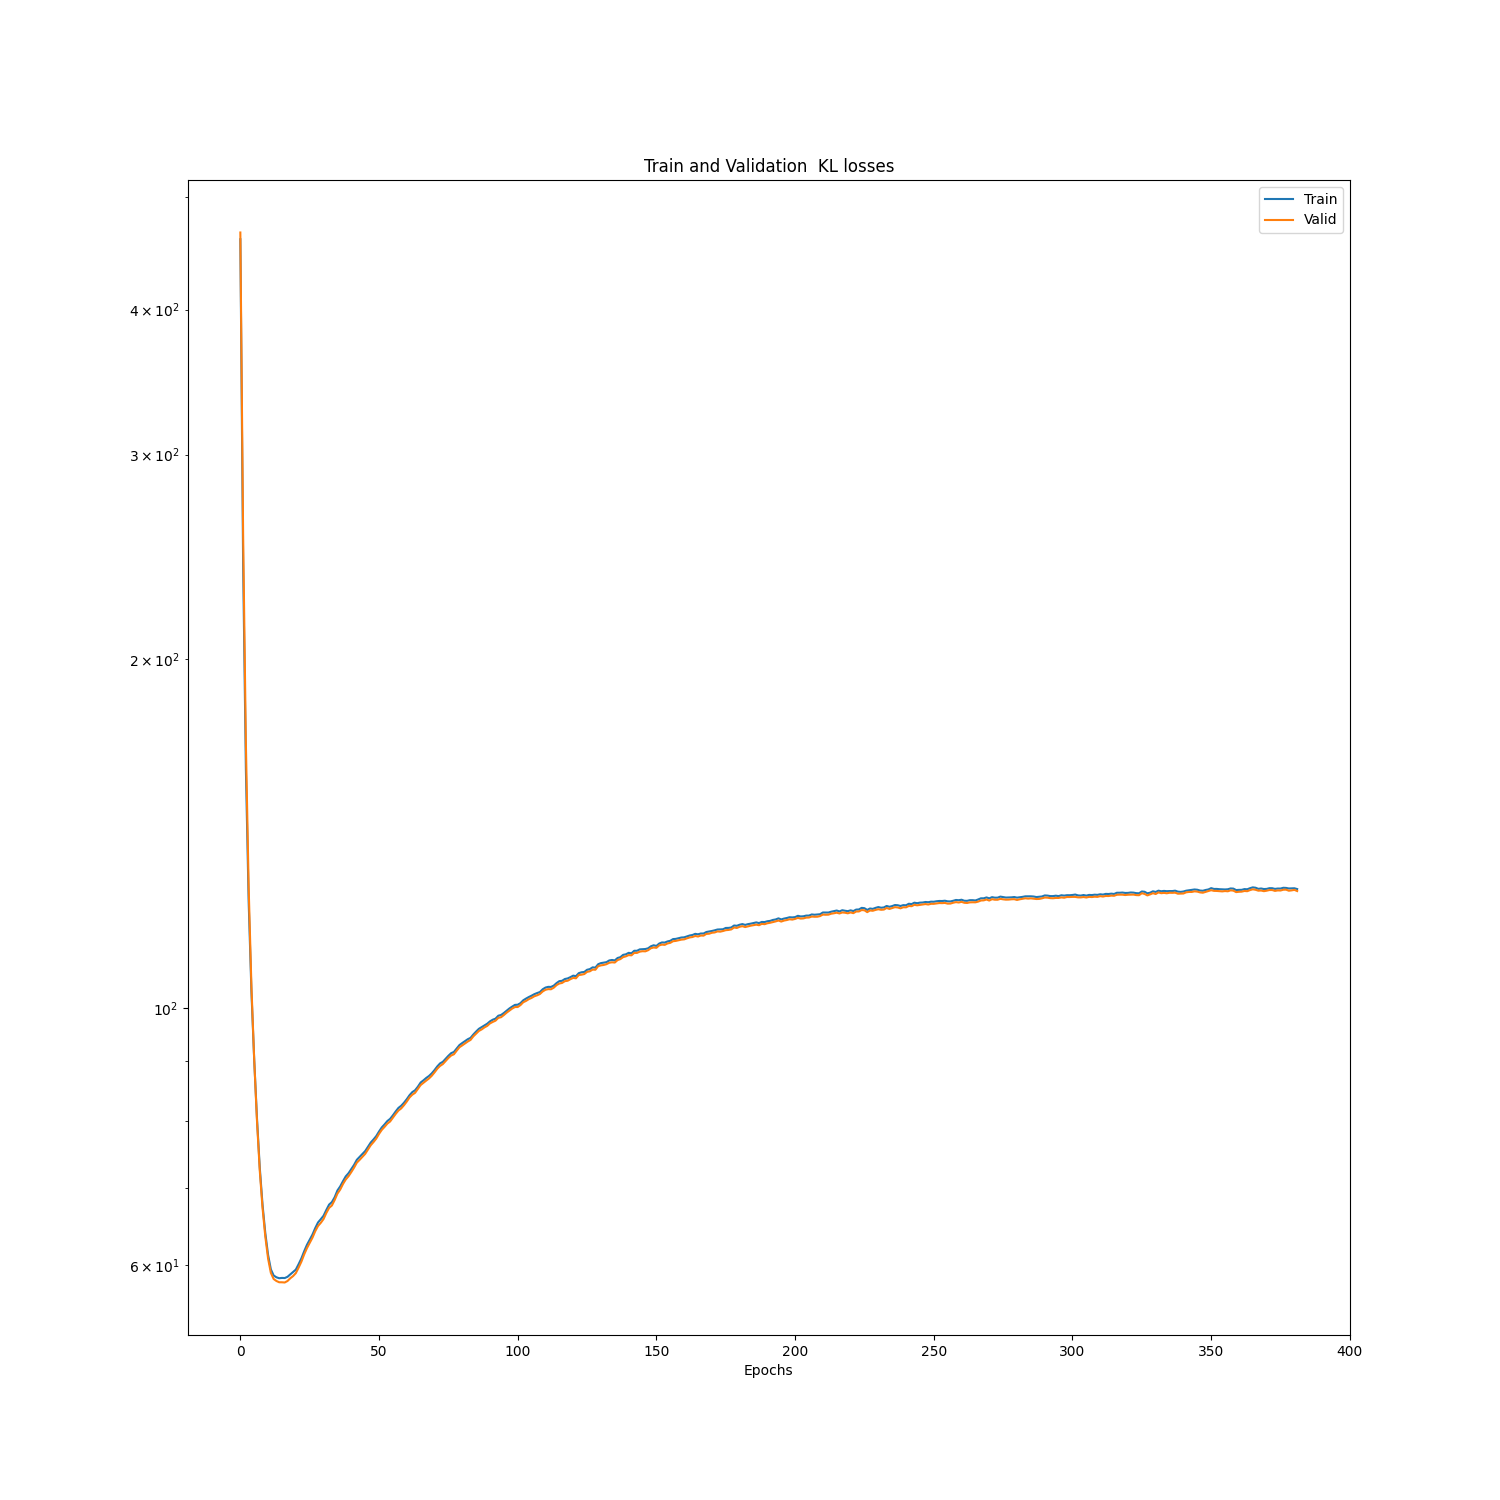 Train and Validation  KL losses
Train
Valid
4 × 10²
3 × 10²
2 × 10²
10²
6 × 10¹
0 50 100 150 200 250 300 350 400
Epochs